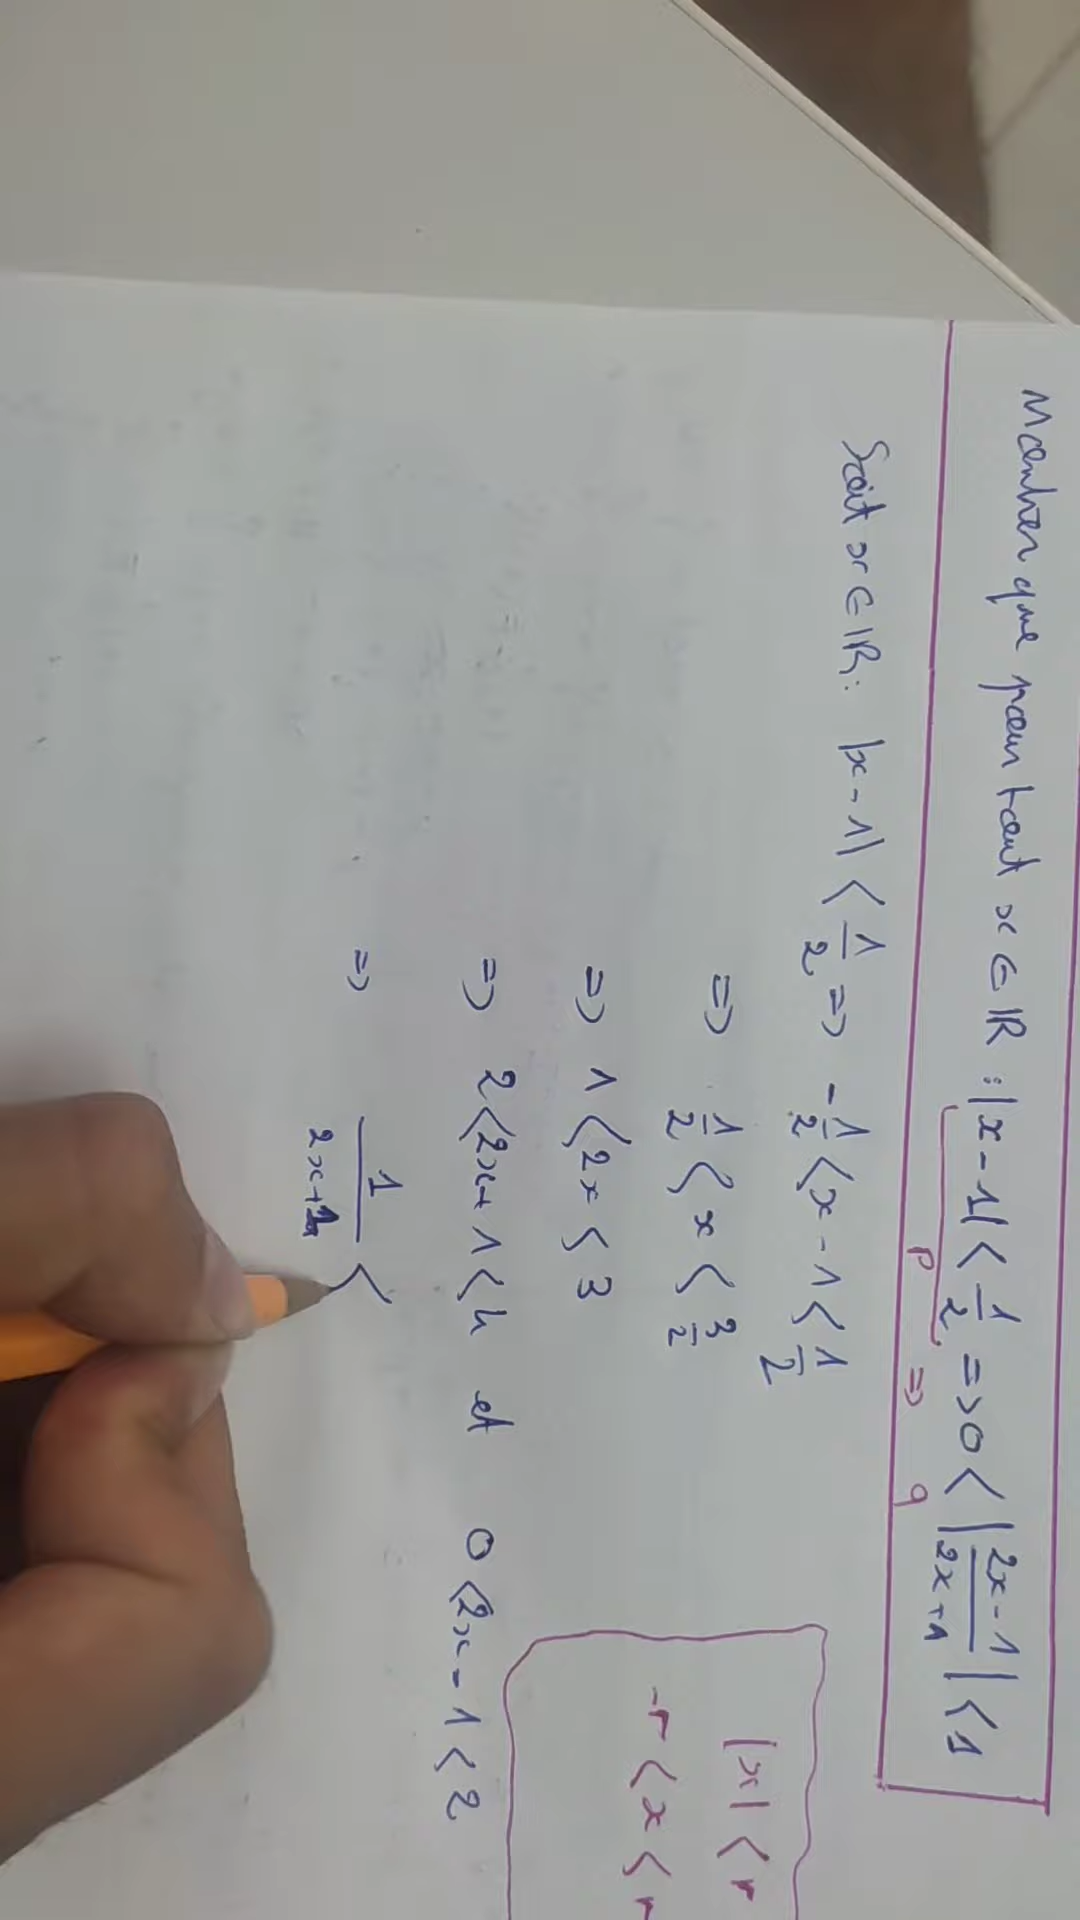 Montrer que pour tout x ∈ IR : |x - 1| < 1/2 => 0 < |2x - 1 / 2x + 1| < 1
p => q
Soit x ∈ IR : |x - 1| < 1/2 => -1/2 < x - 1 < 1/2
=> 1/2 < x < 3/2
=> 1 < 2x < 3
=> 2 < 2x + 1 < 4 et 0 < 2x - 1 < 2
=> 1 / 2x + 1 <
|x| < r
-r < x < r